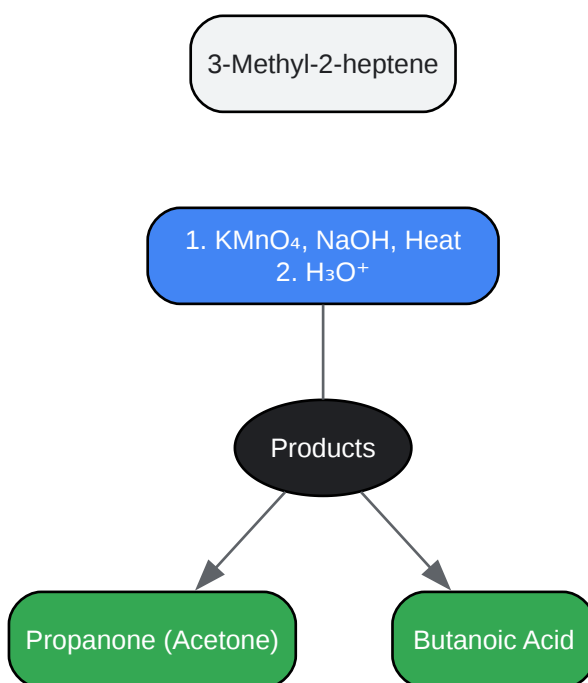 3-Methyl-2-heptene
1. KMnO₄, NaOH, Heat
2. H₃O⁺
Products
Propanone (Acetone)
Butanoic Acid